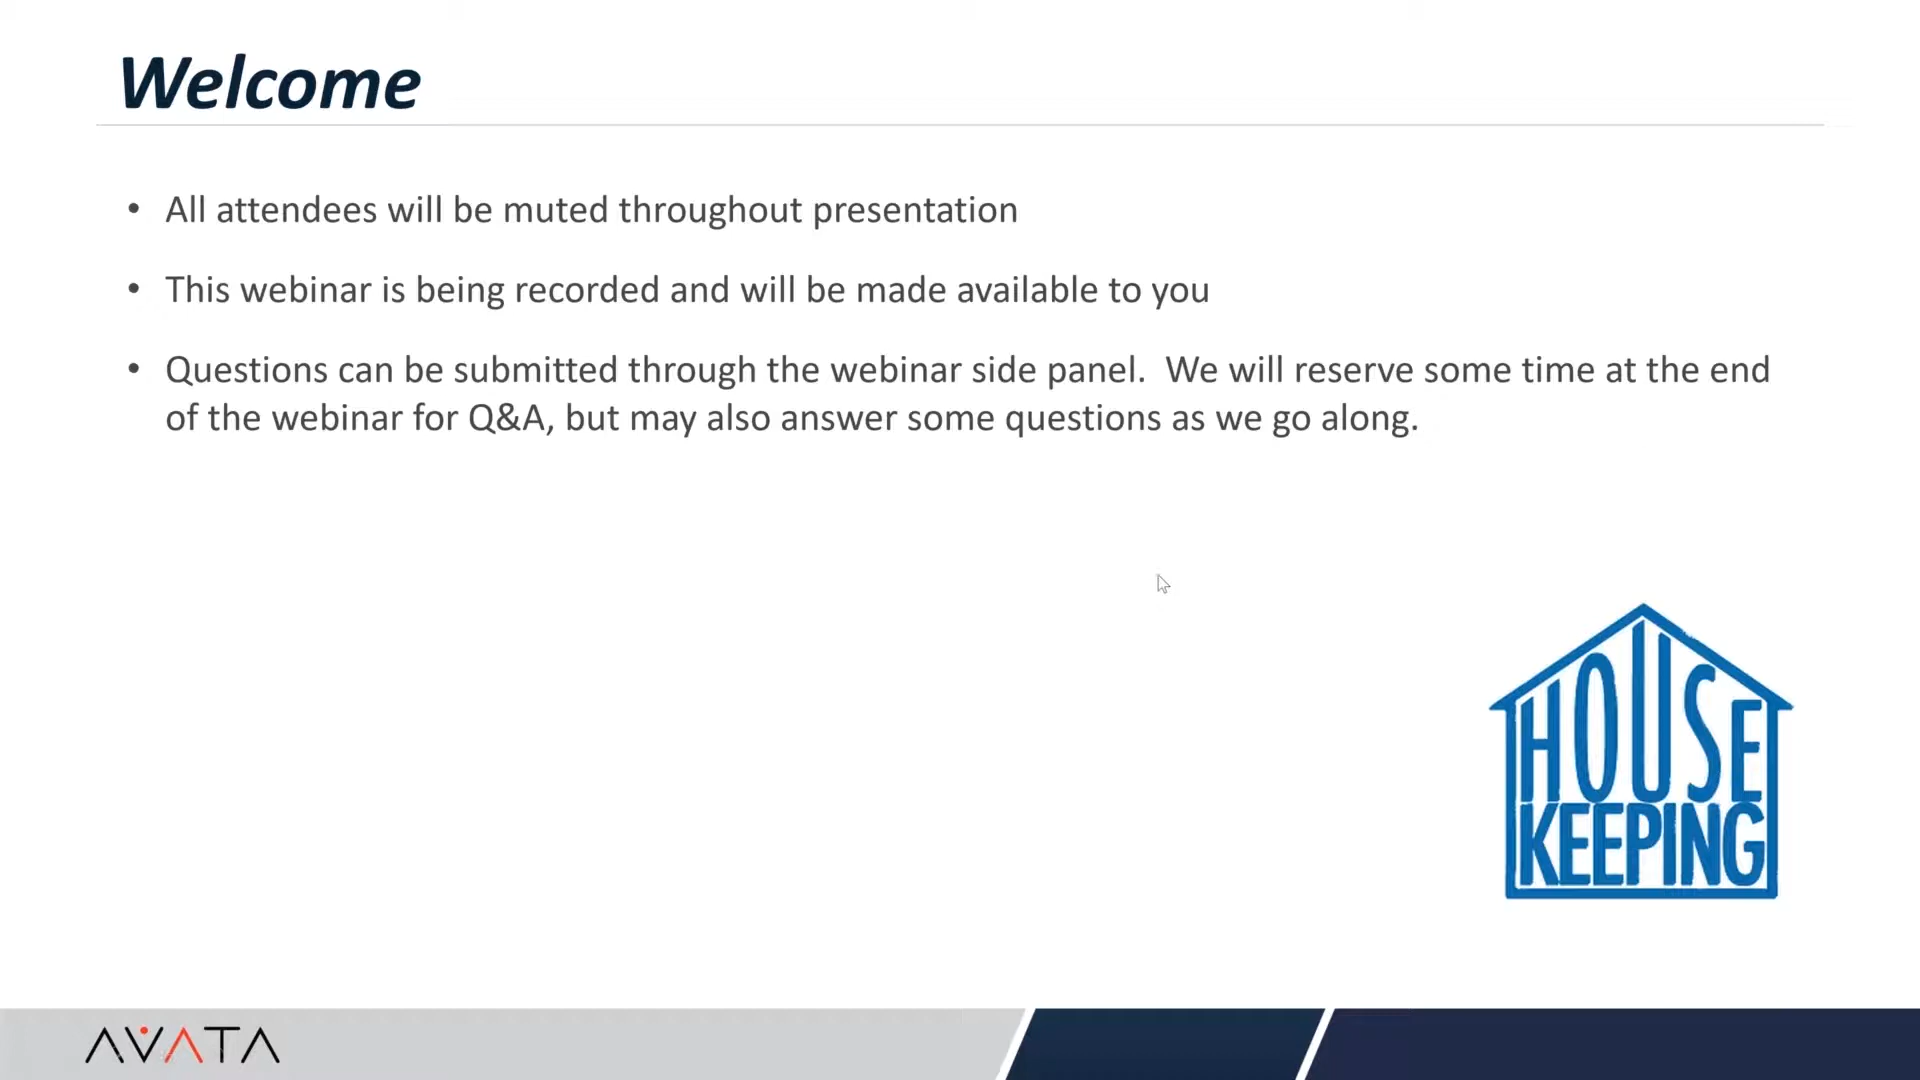 Welcome
• All attendees will be muted throughout presentation
• This webinar is being recorded and will be made available to you
• Questions can be submitted through the webinar side panel.  We will reserve some time at the end
of the webinar for Q&A, but may also answer some questions as we go along.
HOUSE
KEEPING
AVATA